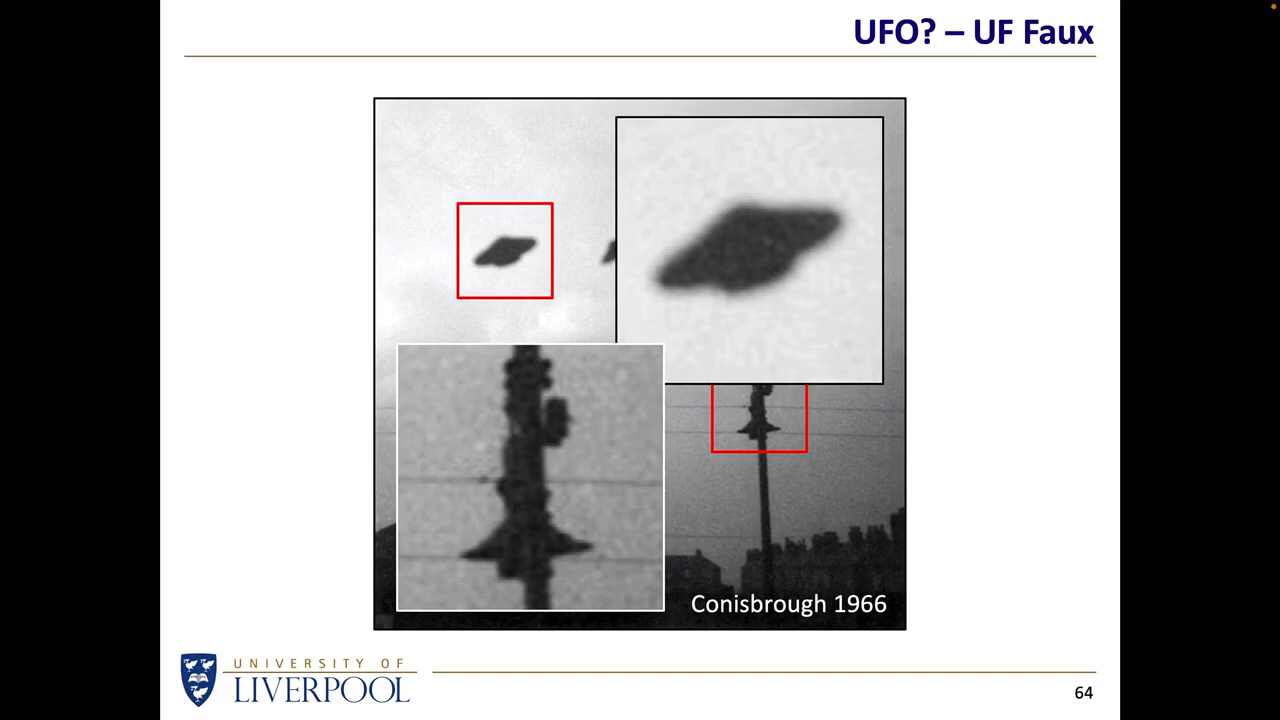 UFO? – UF Faux
Conisbrough 1966
UNIVERSITY OF
LIVERPOOL
64